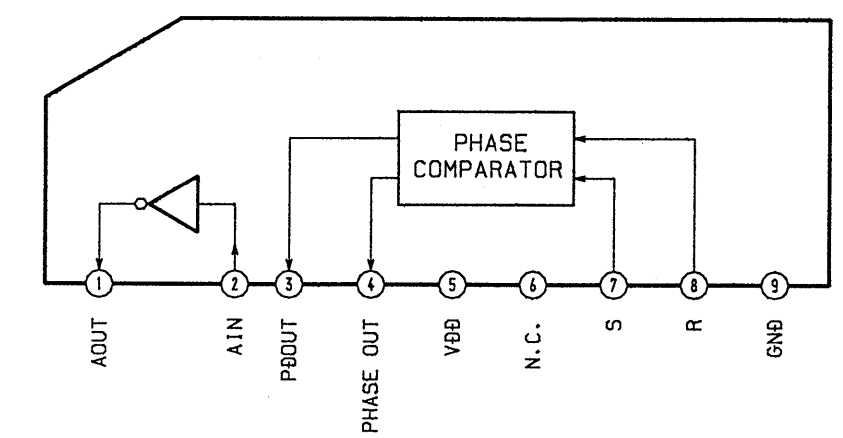 PHASE
COMPARATOR
1
2
3
4
5
6
7
8
9
AOUT
AIN
PDOUT
PHASE OUT
VDD
N.C.
S
R
GND